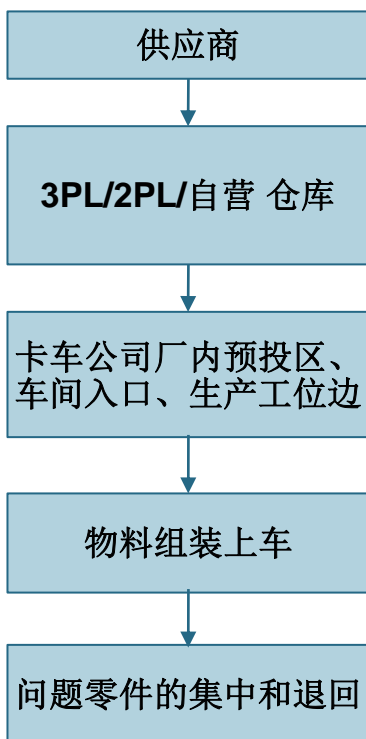 供应商
3PL/2PL/自营 仓库
卡车公司厂内预投区、
车间入口、生产工位边
物料组装上车
问题零件的集中和退回